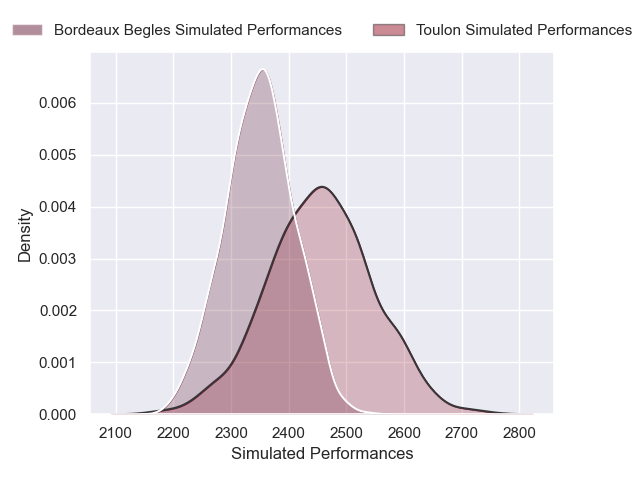 Bordeaux Begles Simulated Performances Toulon Simulated Performances
0.006
0.005
0.004
0.003
0.002
0.001
0.000
Density
2100 2200 2300 2400 2500 2600 2700 2800
Simulated Performances